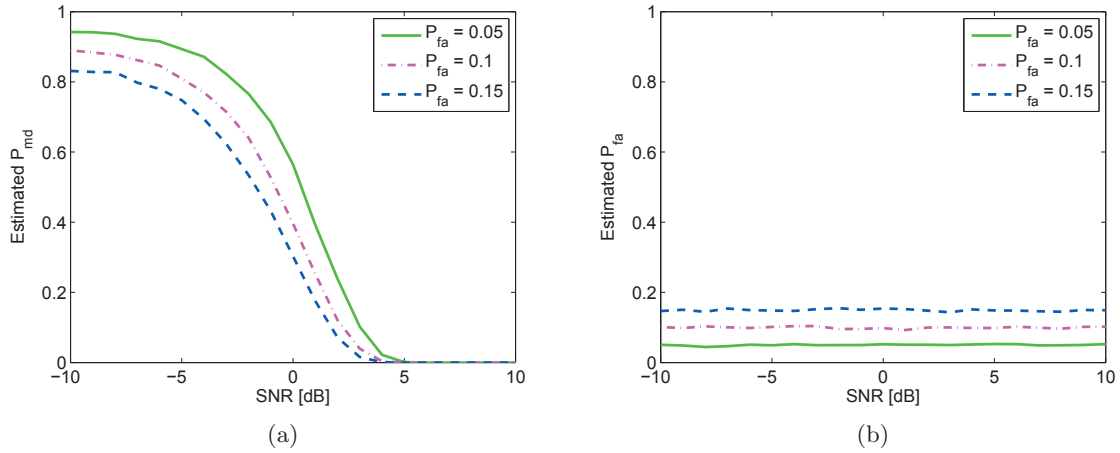 1
0.8
0.6
0.4
0.2
0
Estimated P_md
−10
−5
0
5
10
SNR [dB]
P_fa = 0.05
P_fa = 0.1
P_fa = 0.15
(a)
1
0.8
0.6
0.4
0.2
0
Estimated P_fa
−10
−5
0
5
10
SNR [dB]
P_fa = 0.05
P_fa = 0.1
P_fa = 0.15
(b)